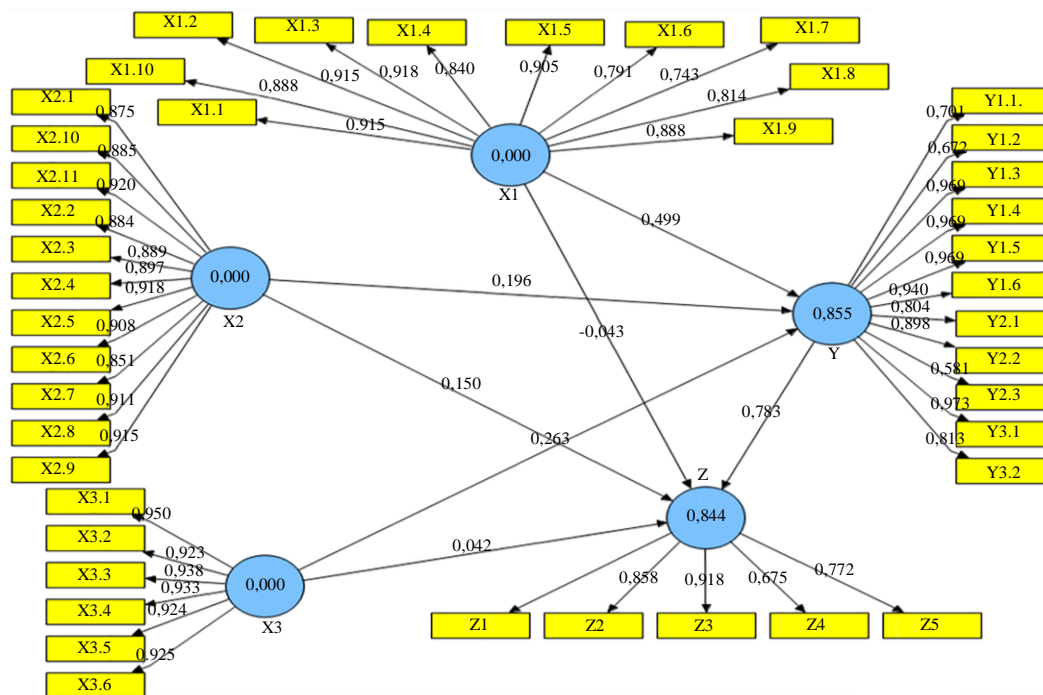 X1.2
X1.3
X1.4
X1.5
X1.6
X1.7
X1.10
X1.8
X1.1
X1.9
0,888
0,915
0,918
0,840
0,905
0,791
0,743
0,814
0.915
0,888
0,000
X1
X2.1
0,875
X2.10
0,885
X2.11
0,920
X2.2
0,884
X2.3
0,889
X2.4
0,897
0,918
X2.5
0,908
X2.6
0,851
X2.7
0,911
X2.8
0,915
X2.9
0,000
X2
0,499
0,196
-0,043
0,150
0,263
0,783
0,042
Y1.1.
0,701
Y1.2
0,672
Y1.3
0,969
Y1.4
0,969
Y1.5
0,969
Y1.6
0,940
0,804
Y2.1
0,898
Y2.2
0,581
Y2.3
0,973
Y3.1
0,813
Y3.2
0,855
Y
X3.1
0,950
X3.2
0,923
X3.3
0,938
0,933
X3.4
0,924
X3.5
0.925
X3.6
0,000
X3
Z
0,844
0,858
0,918
0,675
0,772
Z1
Z2
Z3
Z4
Z5